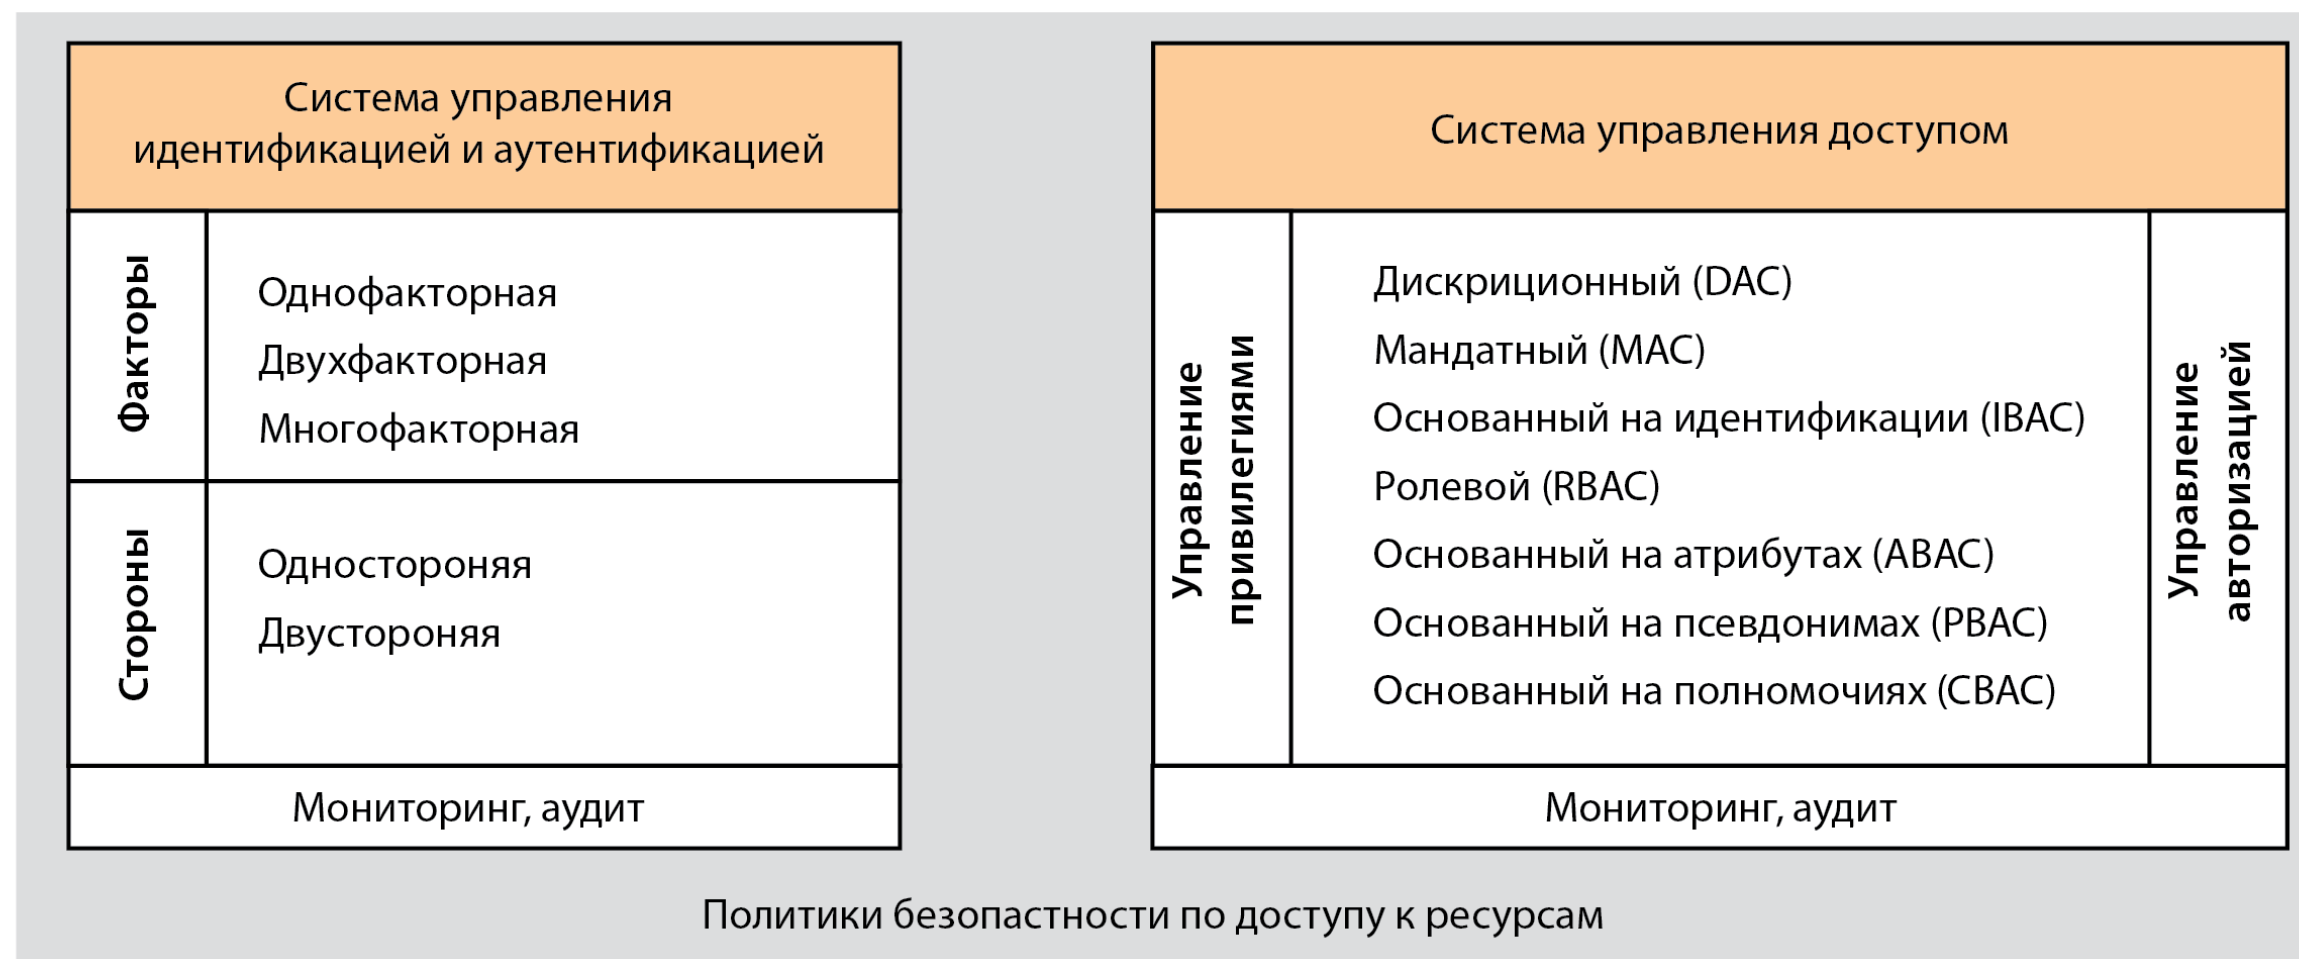 Система управления
идентификацией и аутентификацией
Факторы
Однофакторная
Двухфакторная
Многофакторная
Стороны
Одностороняя
Двустороняя
Мониторинг, аудит
Система управления доступом
Управление
привилегиями
Дискриционный (DAC)
Мандатный (MAC)
Основанный на идентификации (IBAC)
Ролевой (RBAC)
Основанный на атрибутах (ABAC)
Основанный на псевдонимах (PBAC)
Основанный на полномочиях (CBAC)
Управление
авторизацией
Мониторинг, аудит
Политики безопастности по доступу к ресурсам